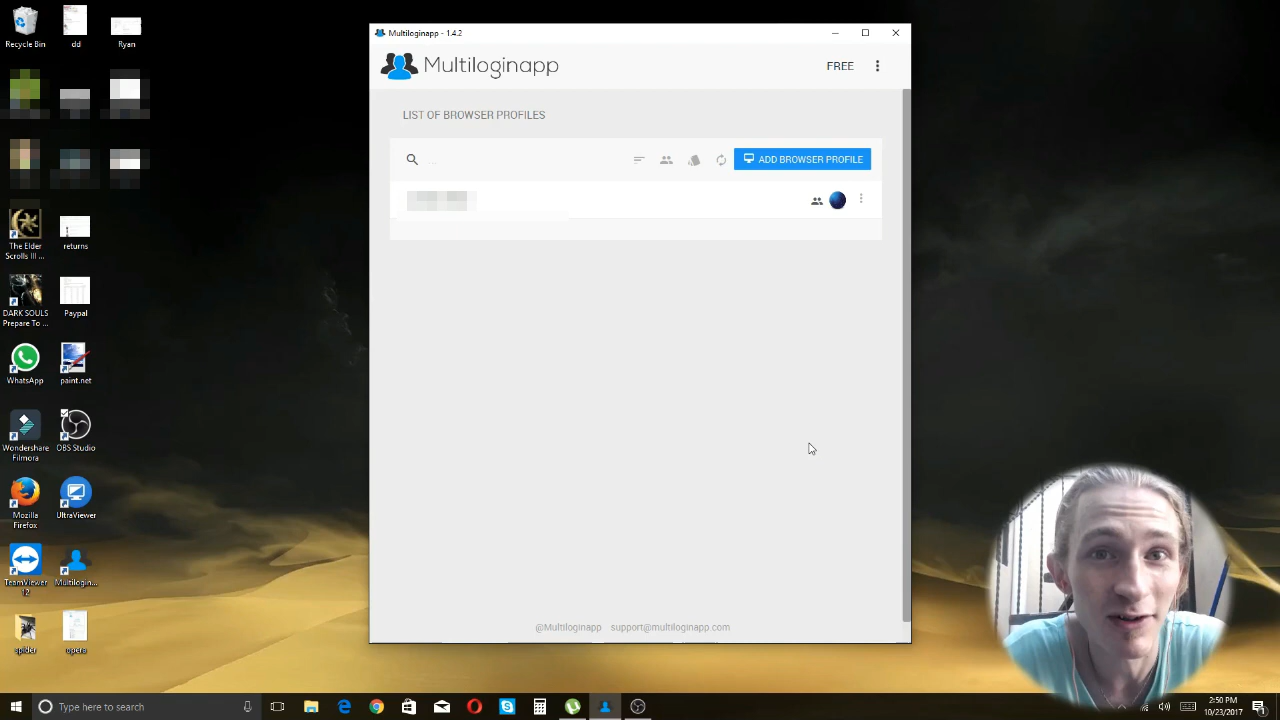 Recycle Bin
dd
Ryan
The Elder
Scrolls III ...
returns
DARK SOULS
Prepare To ...
Paypal
WhatsApp
paint.net
Wondershare
Filmora
OBS Studio
Mozilla
Firefox
UltraViewer
TeamViewer
12
Multilogin...
spider
opera
Multiloginapp - 1.4.2
Multiloginapp
FREE
LIST OF BROWSER PROFILES
ADD BROWSER PROFILE
@Multiloginapp support@multiloginapp.com
Type here to search
2:50 PM
10/23/2017